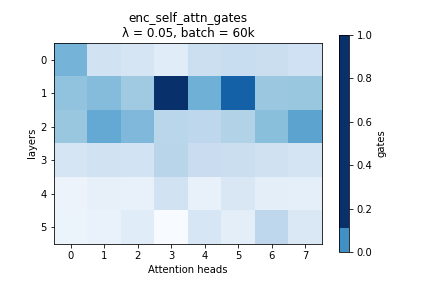 enc_self_attn_gates
λ = 0.05, batch = 60k
layers
0
1
2
3
4
5
0 1 2 3 4 5 6 7
Attention heads
1.0
0.8
0.6
0.4
0.2
0.0
gates